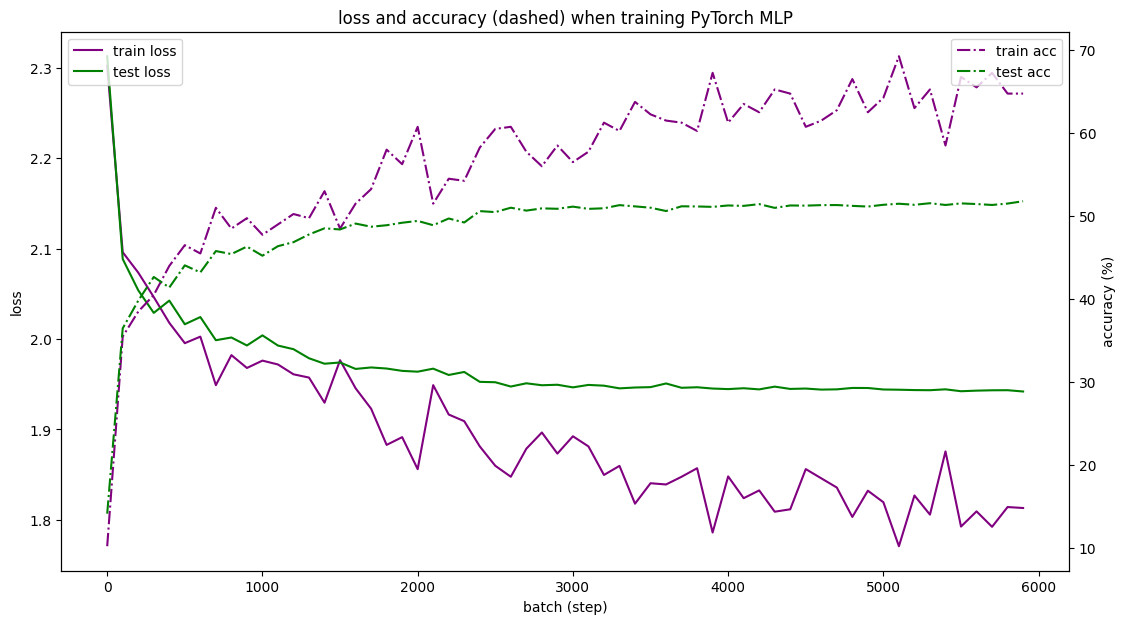 loss and accuracy (dashed) when training PyTorch MLP
train loss
test loss
train acc
test acc
2.3
2.2
2.1
2.0
1.9
1.8
loss
70
60
50
40
30
20
10
accuracy (%)
0 1000 2000 3000 4000 5000 6000
batch (step)